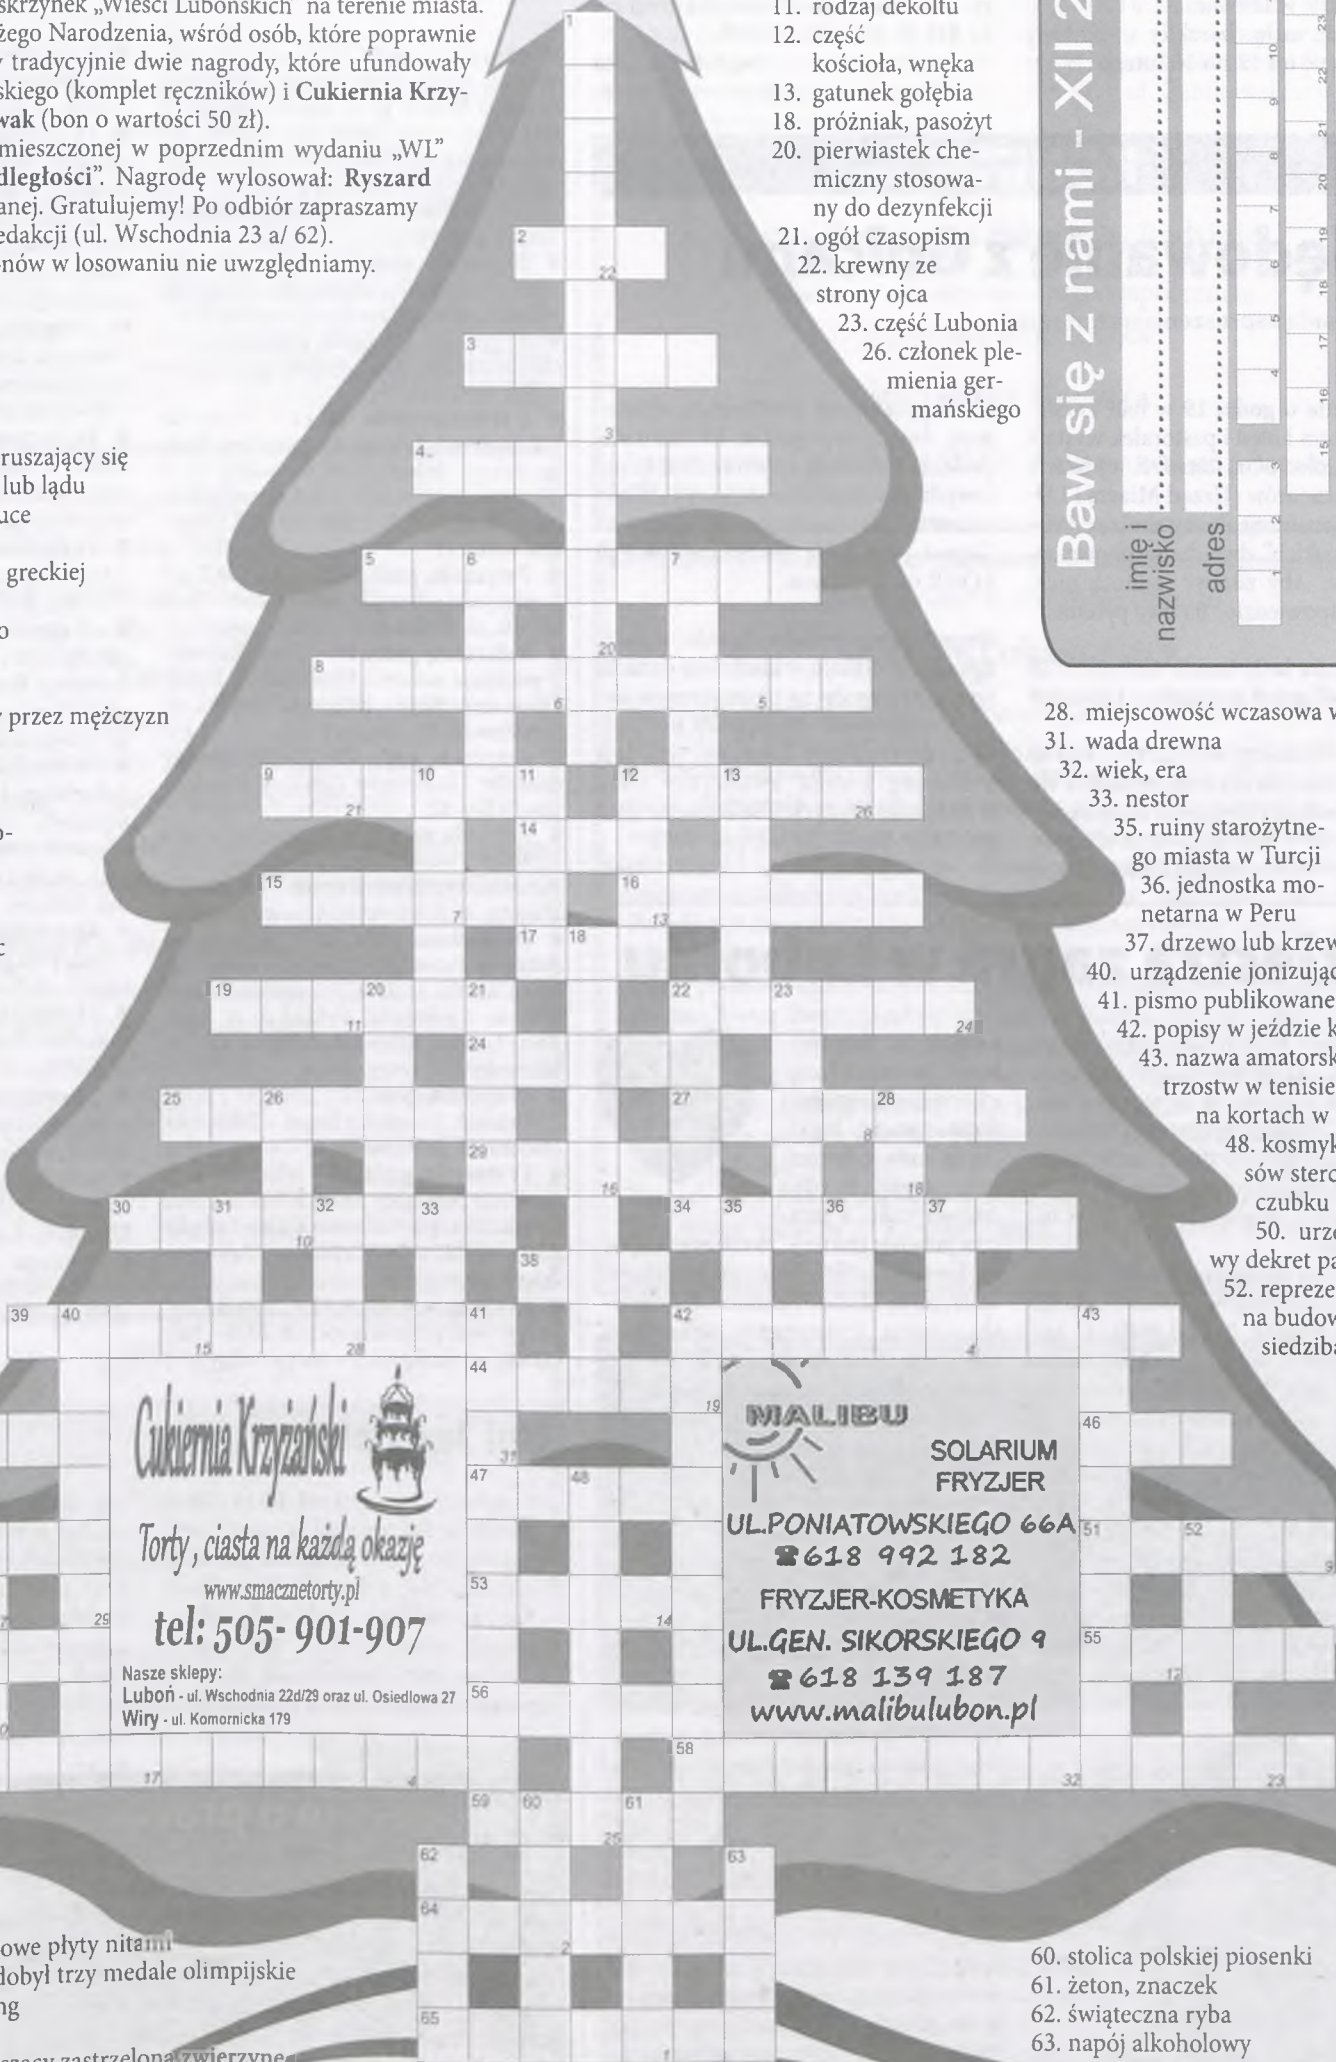 skrzynek „Wieści Lubońskich" na terenie miasta.
żego Narodzenia, wśród osób, które poprawnie
tradycyjnie dwie nagrody, które ufundowały
skiego (komplet ręczników) i Cukiernia Krzy-
wak (bon o wartości 50 zł).
mieszczonej w poprzednim wydaniu „WL"
dległości". Nagrodę wylosował: Ryszard
anej. Gratulujemy! Po odbiór zapraszamy
edakcji (ul. Wschodnia 23 a/ 62).
nów w losowaniu nie uwzględniamy.
ruszający się
lub lądu
uce
greckiej
o
przez mężczyzn
o-
c
11. rodzaj dekoltu
12. część
kościoła, wnęka
13. gatunek gołębia
18. próżniak, pasożyt
20. pierwiastek che-
miczny stosowa-
ny do dezynfekcji
21. ogół czasopism
22. krewny ze
strony ojca
23. część Lubonia
26. członek ple-
mienia ger-
mańskiego
Baw się z nami - XII 2
imię i
nazwisko
adres
28. miejscowość wczasowa w
31. wada drewna
32. wiek, era
33. nestor
35. ruiny starożytne-
go miasta w Turcji
36. jednostka mo-
netarna w Peru
37. drzewo lub krzew
40. urządzenie jonizując
41. pismo publikowane
42. popisy w jeździe k
43. nazwa amatorsk
trzostw w tenisie
na kortach w
48. kosmyk
sów sterc
czubku
50. urzę
wy dekret pa
52. repreze
na budow
siedziba
Cukiernia Krzyżański
Torty, ciasta na każdą okazję
www.smacznetorty.pl
tel: 505-901-907
Nasze sklepy:
Luboń - ul. Wschodnia 22d/29 oraz ul. Osiedlowa 27
Wiry - ul. Komornicka 179
MALIBU
SOLARIUM
FRYZJER
UL.PONIATOWSKIEGO 66A
☎618 992 182
FRYZJER-KOSMETYKA
UL.GEN. SIKORSKIEGO 9
☎618 139 187
www.malibulubon.pl
owe płyty nitami
dobył trzy medale olimpijskie
ng
szący zastrzeloną zwierzynę
60. stolica polskiej piosenki
61. żeton, znaczek
62. świąteczna ryba
63. napój alkoholowy